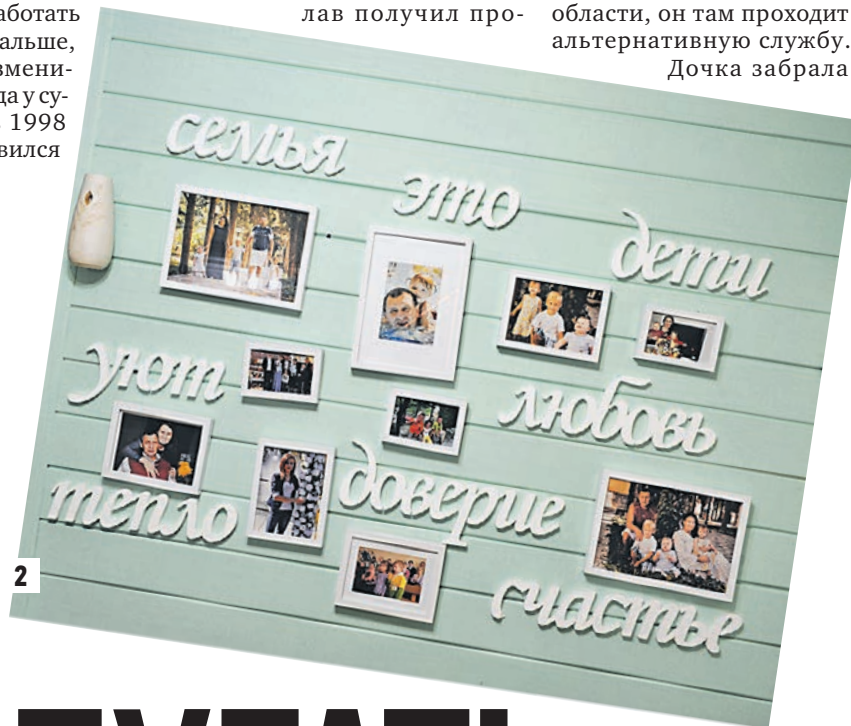 аботать
альше,
змени-
да у су-
1998
вился
лав получил про-
области, он там проходит
альтернативную службу.
Дочка забрала
семья
это
дети
уют
любовь
тепло
доверие
счастье
2